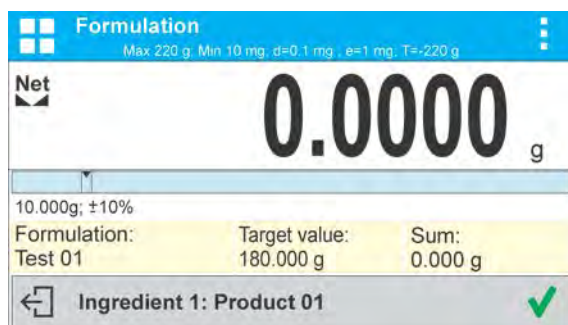 Formulation
Max 220 g: Min 10 mg: d=0.1 mg , e=1 mg: T=-220 g
Net
0.0000 g
10.000g; ±10%
Formulation: Target value: Sum:
Test 01 180.000 g 0.000 g
Ingredient 1: Product 01